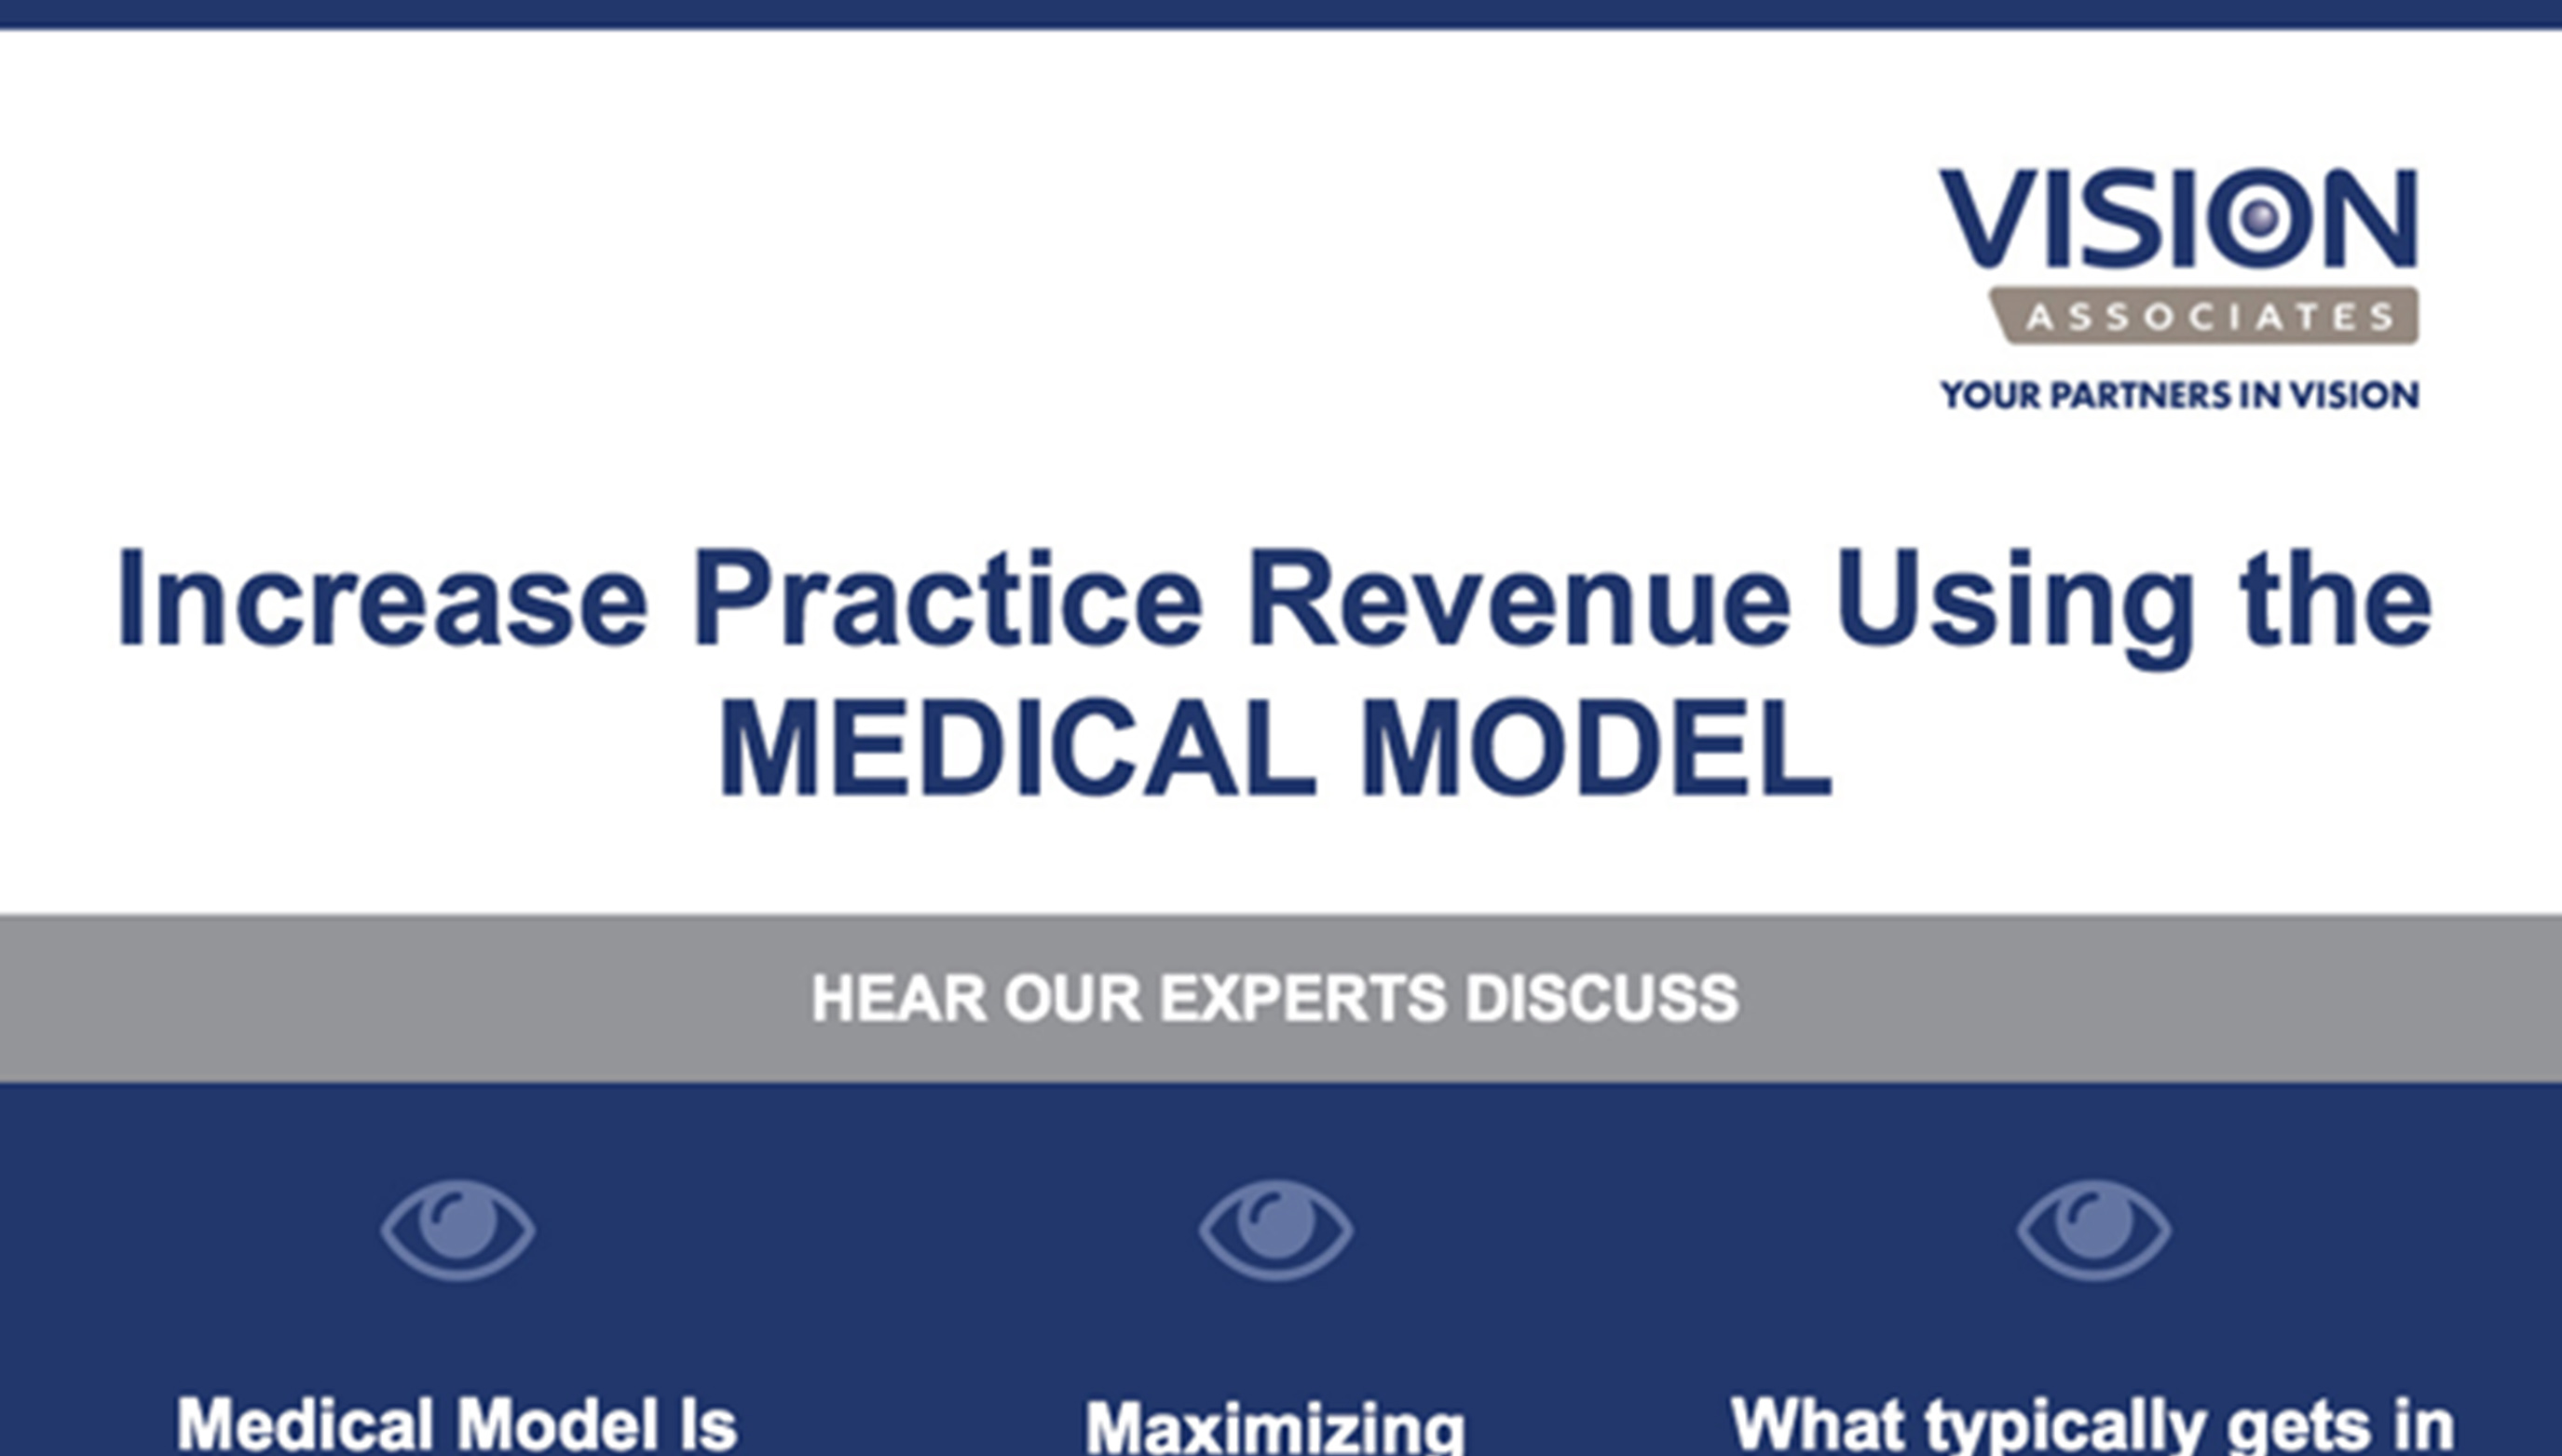 VISION
ASSOCIATES
YOUR PARTNERS IN VISION
Increase Practice Revenue Using the
MEDICAL MODEL
HEAR OUR EXPERTS DISCUSS
Medical Model Is
Maximizing
What typically gets in